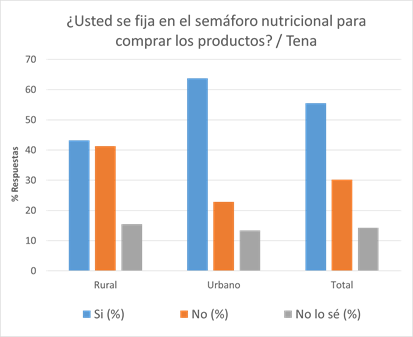 ¿Usted se fija en el semáforo nutricional para
comprar los productos? / Tena
70
60
50
40
30
20
10
0
% Respuestas
Rural Urbano Total
Si (%) No (%) No lo sé (%)